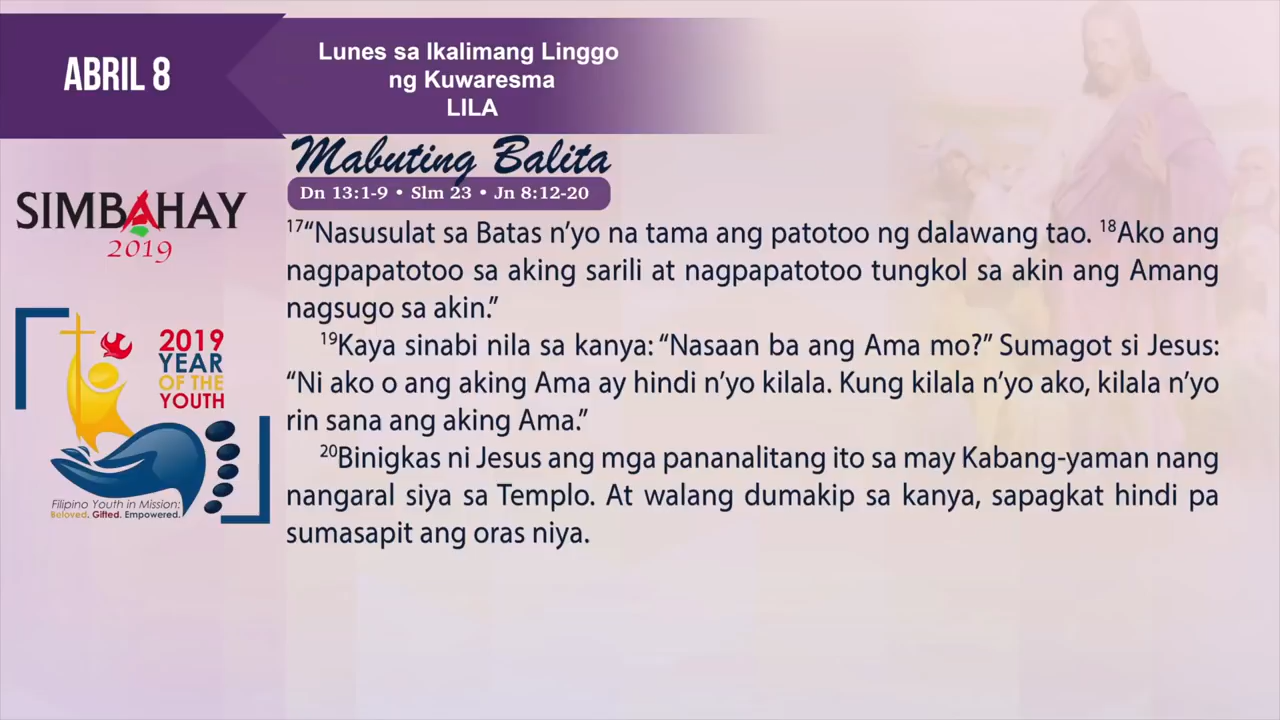 ABRIL 8
Lunes sa Ikalimang Linggo
ng Kuwaresma
LILA
Mabuting Balita
Dn 13:1-9 • Slm 23 • Jn 8:12-20
SIMBAHAY
2019
2019
YEAR
OF THE
YOUTH
Filipino Youth in Mission:
Beloved. Gifted. Empowered.
17“Nasusulat sa Batas n’yo na tama ang patotoo ng dalawang tao. 18Ako ang
nagpapatotoo sa aking sarili at nagpapatotoo tungkol sa akin ang Amang
nagsugo sa akin.”
19Kaya sinabi nila sa kanya: “Nasaan ba ang Ama mo?” Sumagot si Jesus:
“Ni ako o ang aking Ama ay hindi n’yo kilala. Kung kilala n’yo ako, kilala n’yo
rin sana ang aking Ama.”
20Binigkas ni Jesus ang mga pananalitang ito sa may Kabang-yaman nang
nangaral siya sa Templo. At walang dumakip sa kanya, sapagkat hindi pa
sumasapit ang oras niya.